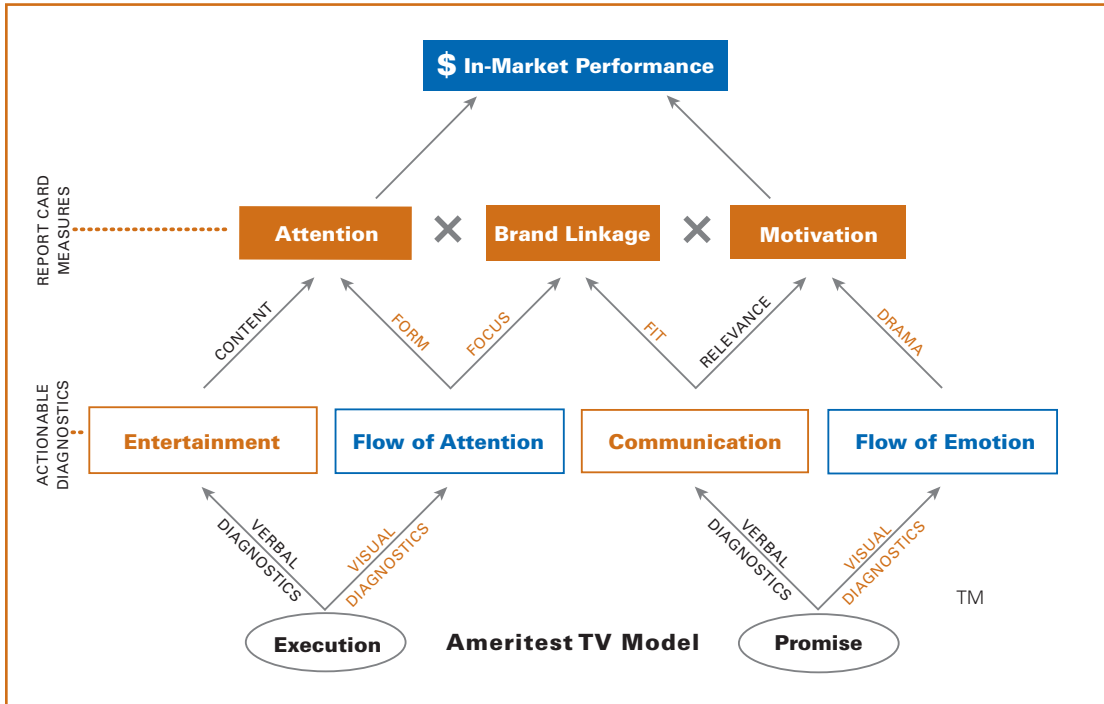 $ In-Market Performance
REPORT CARD
MEASURES
Attention
×
Brand Linkage
×
Motivation
CONTENT
FORM
FOCUS
FIT
RELEVANCE
DRAMA
ACTIONABLE
DIAGNOSTICS
Entertainment
Flow of Attention
Communication
Flow of Emotion
VERBAL
DIAGNOSTICS
VISUAL
DIAGNOSTICS
VERBAL
DIAGNOSTICS
VISUAL
DIAGNOSTICS
TM
Execution
Ameritest TV Model
Promise